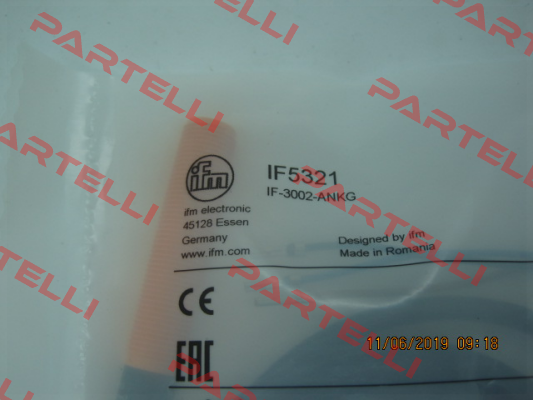 PARTELLI
PARTELLI
PARTELLI
PARTELLI
PARTELLI
PARTELLI
ifm
ifm electronic
45128 Essen
Germany
www.ifm.com
IF5321
IF-3002-ANKG
Designed by ifm
Made in Romania
CE
EAC
11/06/2019 09:18